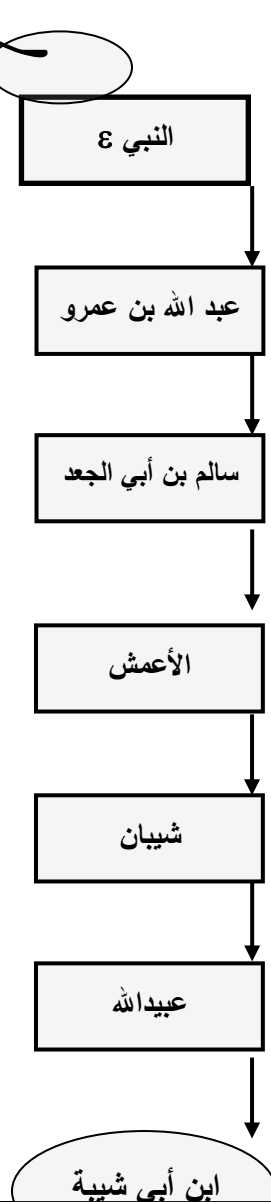 النبي ε
عبد الله بن عمرو
سالم بن أبي الجعد
الأعمش
شيبان
عبيدالله
ابن أبي شيبة